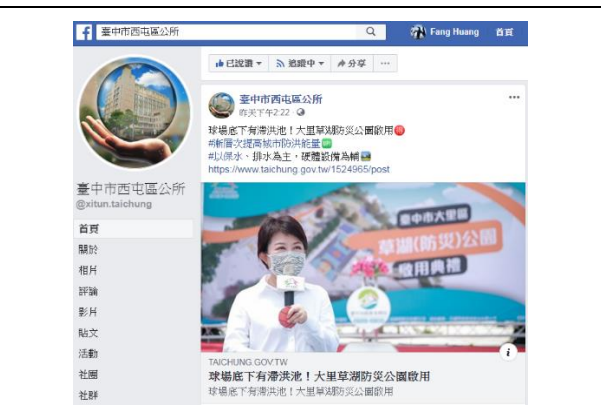 臺中市西屯區公所
Fang Huang 首頁
已說讚 追蹤中 分享 ...
臺中市西屯區公所
昨天下午2:22
球場底下有滯洪池！大里草湖防災公園啟用
#漸層次提高城市防洪能量
#以保水、排水為主，硬體設備為輔
https://www.taichung.gov.tw/1524965/post
臺中市西屯區公所
@xitun.taichung
首頁
關於
相片
評論
影片
貼文
活動
社團
社群
臺中市大里區
草湖(防災)公園
啟用典禮
TAICHUNG.GOV.TW
球場底下有滯洪池！大里草湖防災公園啟用
球場底下有滯洪池！大里草湖防災公園啟用